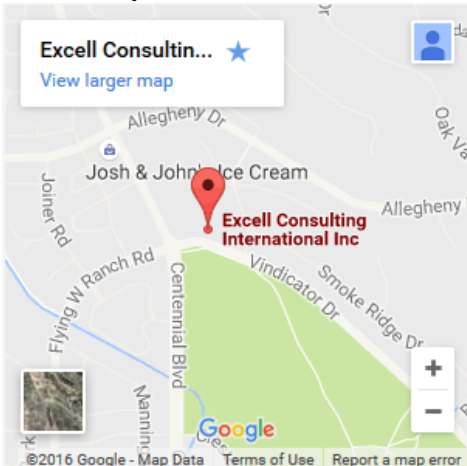 Excell Consultin...
View larger map
Allegheny Dr
Oak
Josh & John's Ice Cream
Joiner Rd
Allegheny
Excell Consulting
International Inc
Flying W Ranch Rd
Vindicator Dr
Smoke Ridge Dr
Centennial Blvd
Manning
+
−
Google
©2016 Google - Map Data
Terms of Use
Report a map error